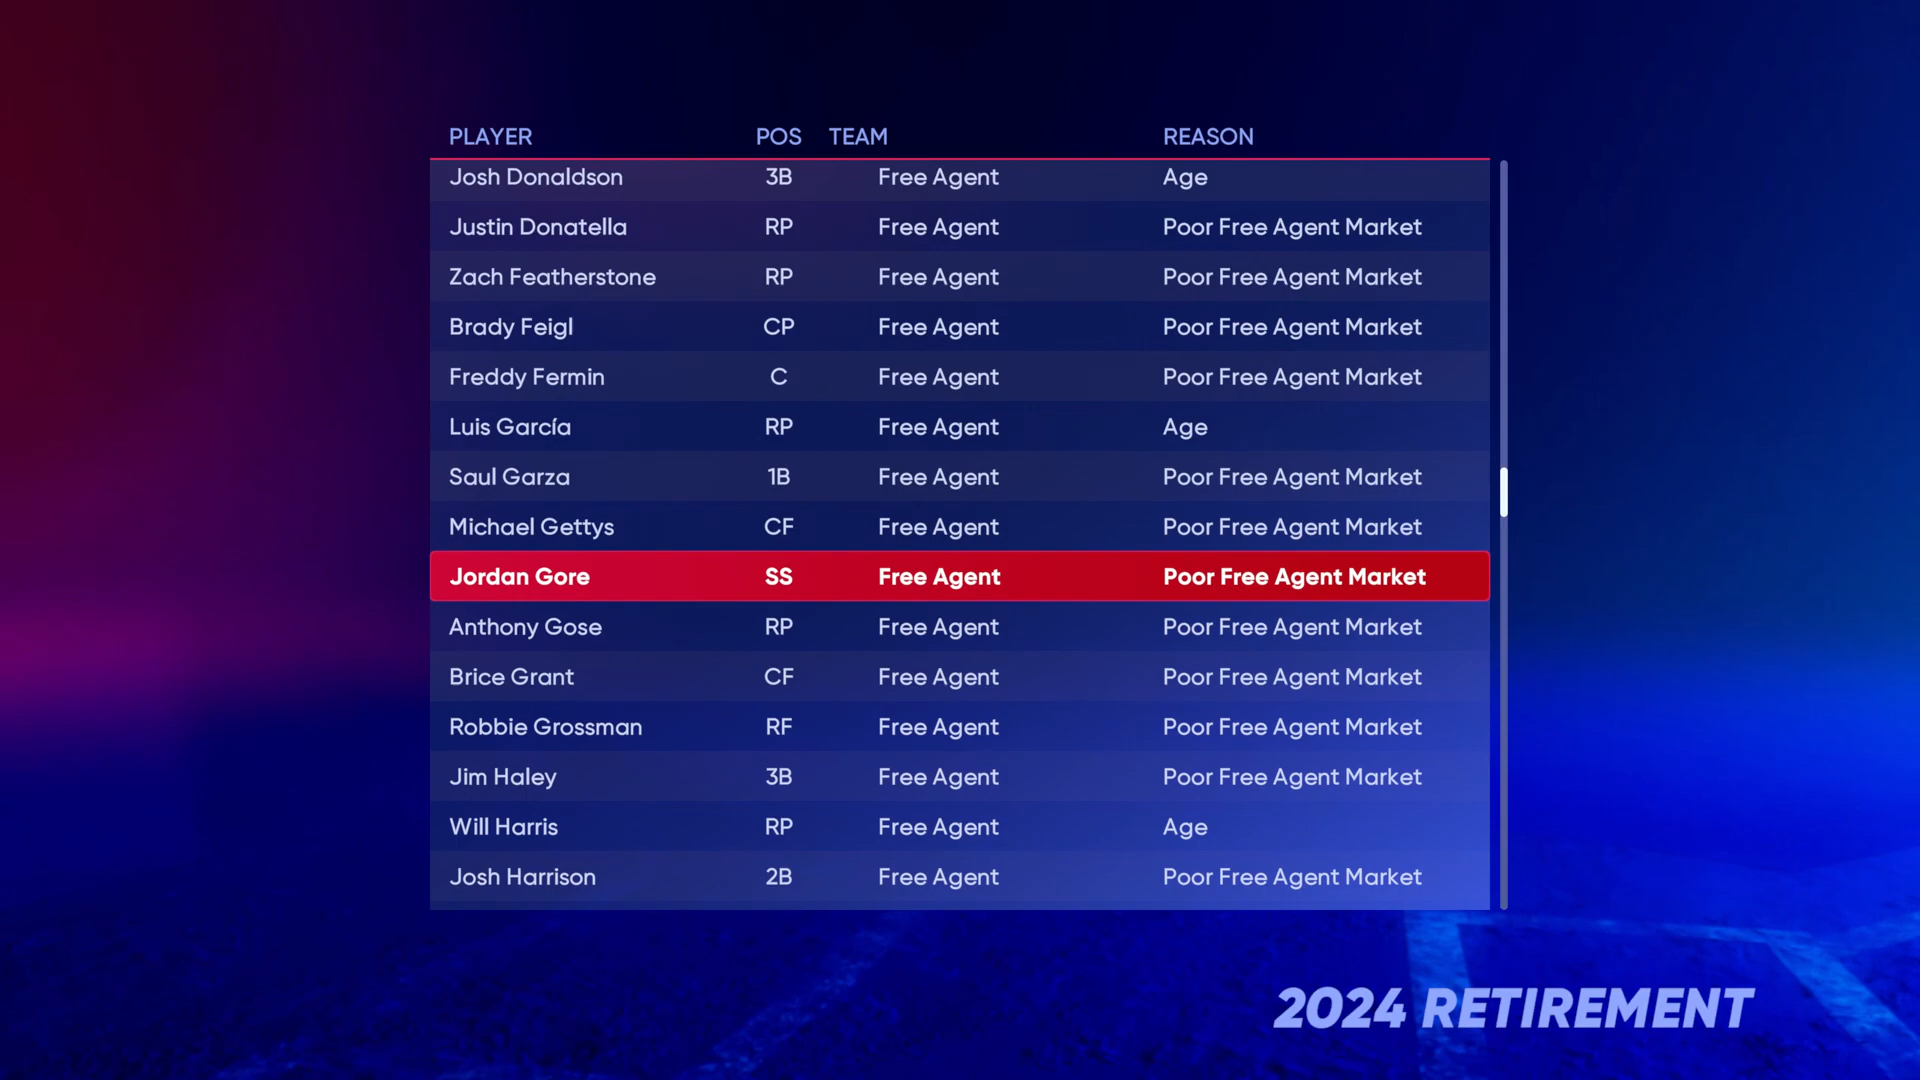 PLAYER POS TEAM REASON
Josh Donaldson 3B Free Agent Age
Justin Donatella RP Free Agent Poor Free Agent Market
Zach Featherstone RP Free Agent Poor Free Agent Market
Brady Feigl CP Free Agent Poor Free Agent Market
Freddy Fermin C Free Agent Poor Free Agent Market
Luis García RP Free Agent Age
Saul Garza 1B Free Agent Poor Free Agent Market
Michael Gettys CF Free Agent Poor Free Agent Market
Jordan Gore SS Free Agent Poor Free Agent Market
Anthony Gose RP Free Agent Poor Free Agent Market
Brice Grant CF Free Agent Poor Free Agent Market
Robbie Grossman RF Free Agent Poor Free Agent Market
Jim Haley 3B Free Agent Poor Free Agent Market
Will Harris RP Free Agent Age
Josh Harrison 2B Free Agent Poor Free Agent Market
2024 RETIREMENT